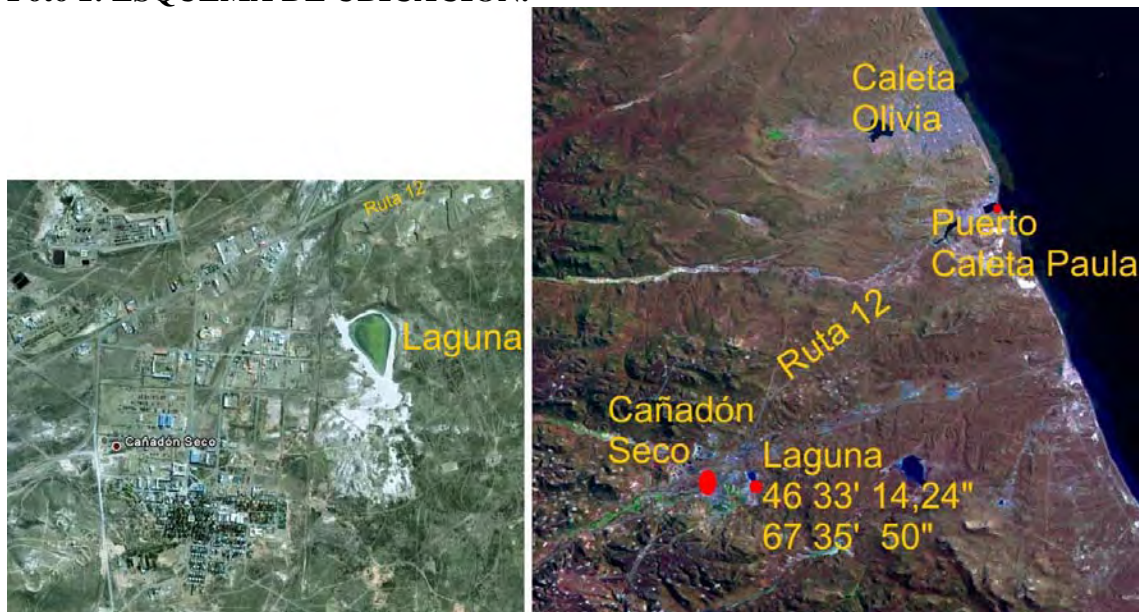 Ruta 12
Laguna
Cañadón Seco
Caleta
Olivia
Puerto
Caleta Paula
Ruta 12
Cañadón
Seco
Laguna
46 33' 14,24"
67 35' 50"